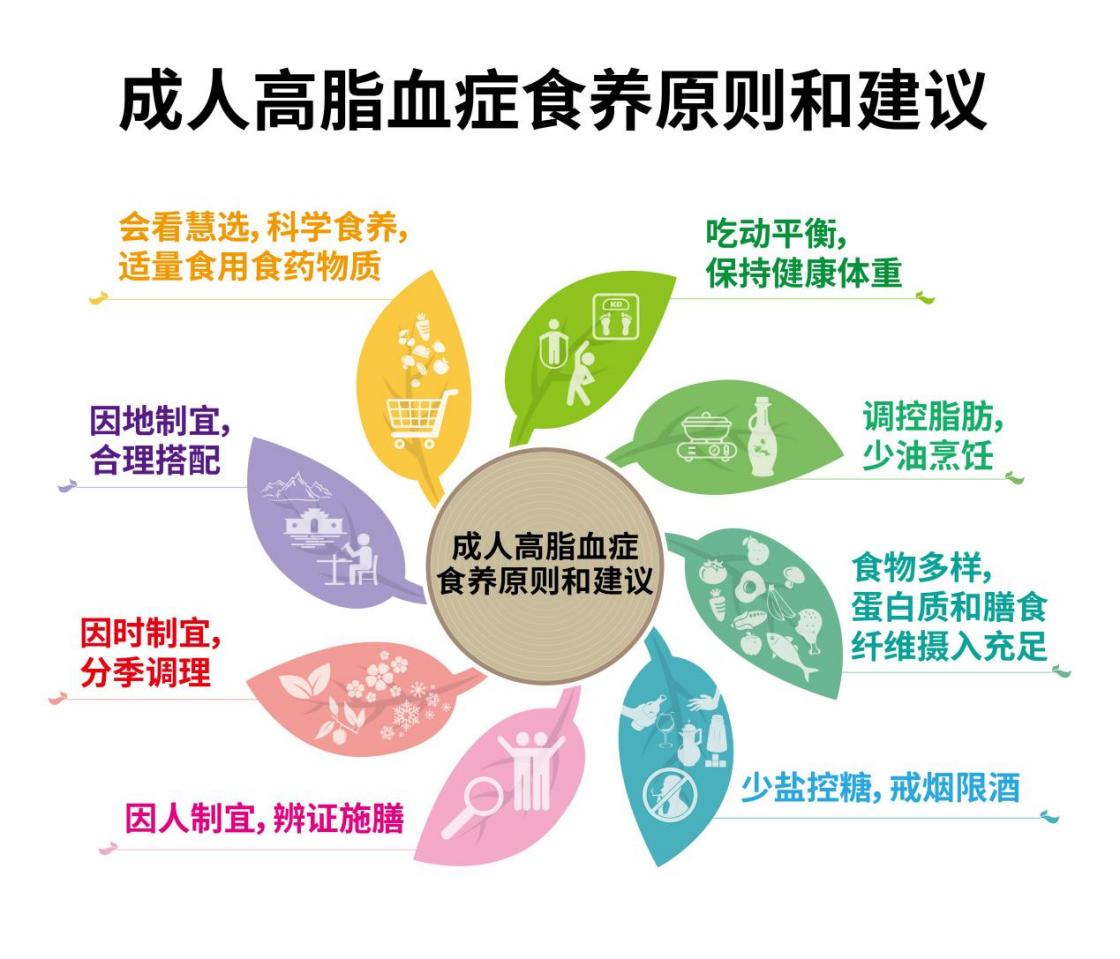 成人高脂血症食养原则和建议
会看慧选, 科学食养,
适量食用食药物质
吃动平衡,
保持健康体重
KG
因地制宜,
合理搭配
调控脂肪,
少油烹饪
成人高脂血症
食养原则和建议
食物多样,
蛋白质和膳食
纤维摄入充足
因时制宜,
分季调理
少盐控糖, 戒烟限酒
因人制宜, 辨证施膳